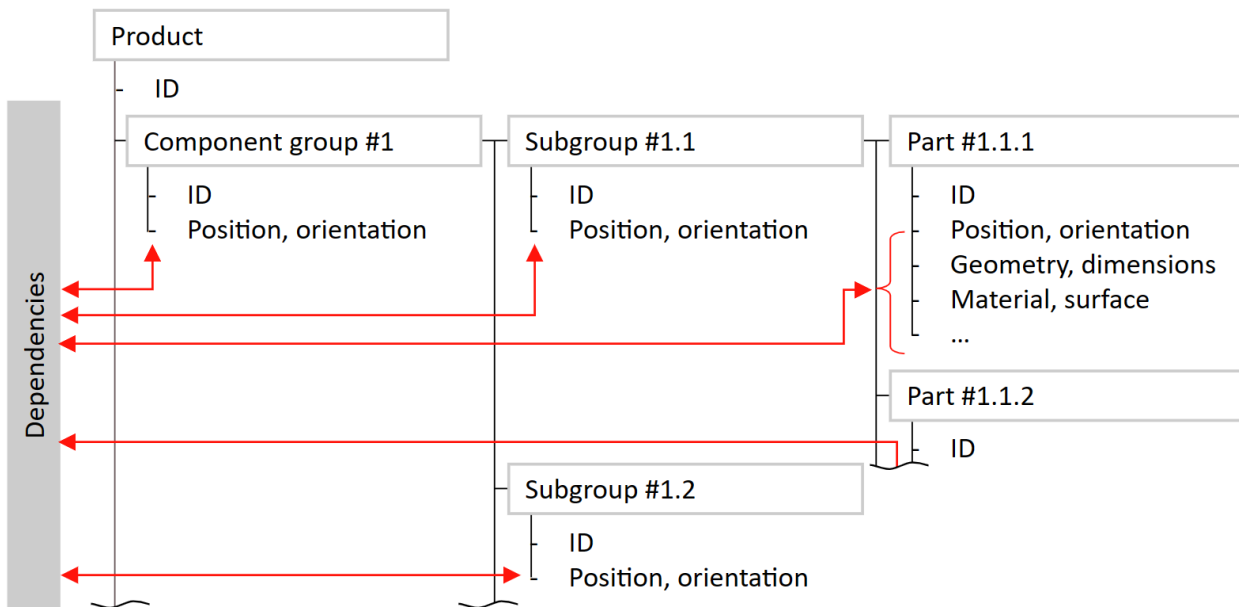 Product
ID
Component group #1
ID
Position, orientation
Subgroup #1.1
ID
Position, orientation
Part #1.1.1
ID
Position, orientation
Geometry, dimensions
Material, surface
...
Part #1.1.2
ID
Subgroup #1.2
ID
Position, orientation
Dependencies